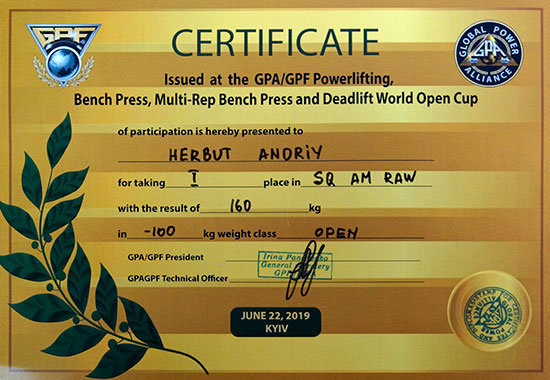 GPF
CERTIFICATE
GLOBAL POWER
GPA
ALLIANCE
Issued at the GPA/GPF Powerlifting,
Bench Press, Multi-Rep Bench Press and Deadlift World Open Cup
of participation is hereby presented to
HERBUT ANDRIY
for taking I place in SQ AM RAW
with the result of 160 kg
in -100 kg weight class OPEN
GPA/GPF President
Irina
General
GPAGPF Technical Officer
JUNE 22, 2019
KYIV